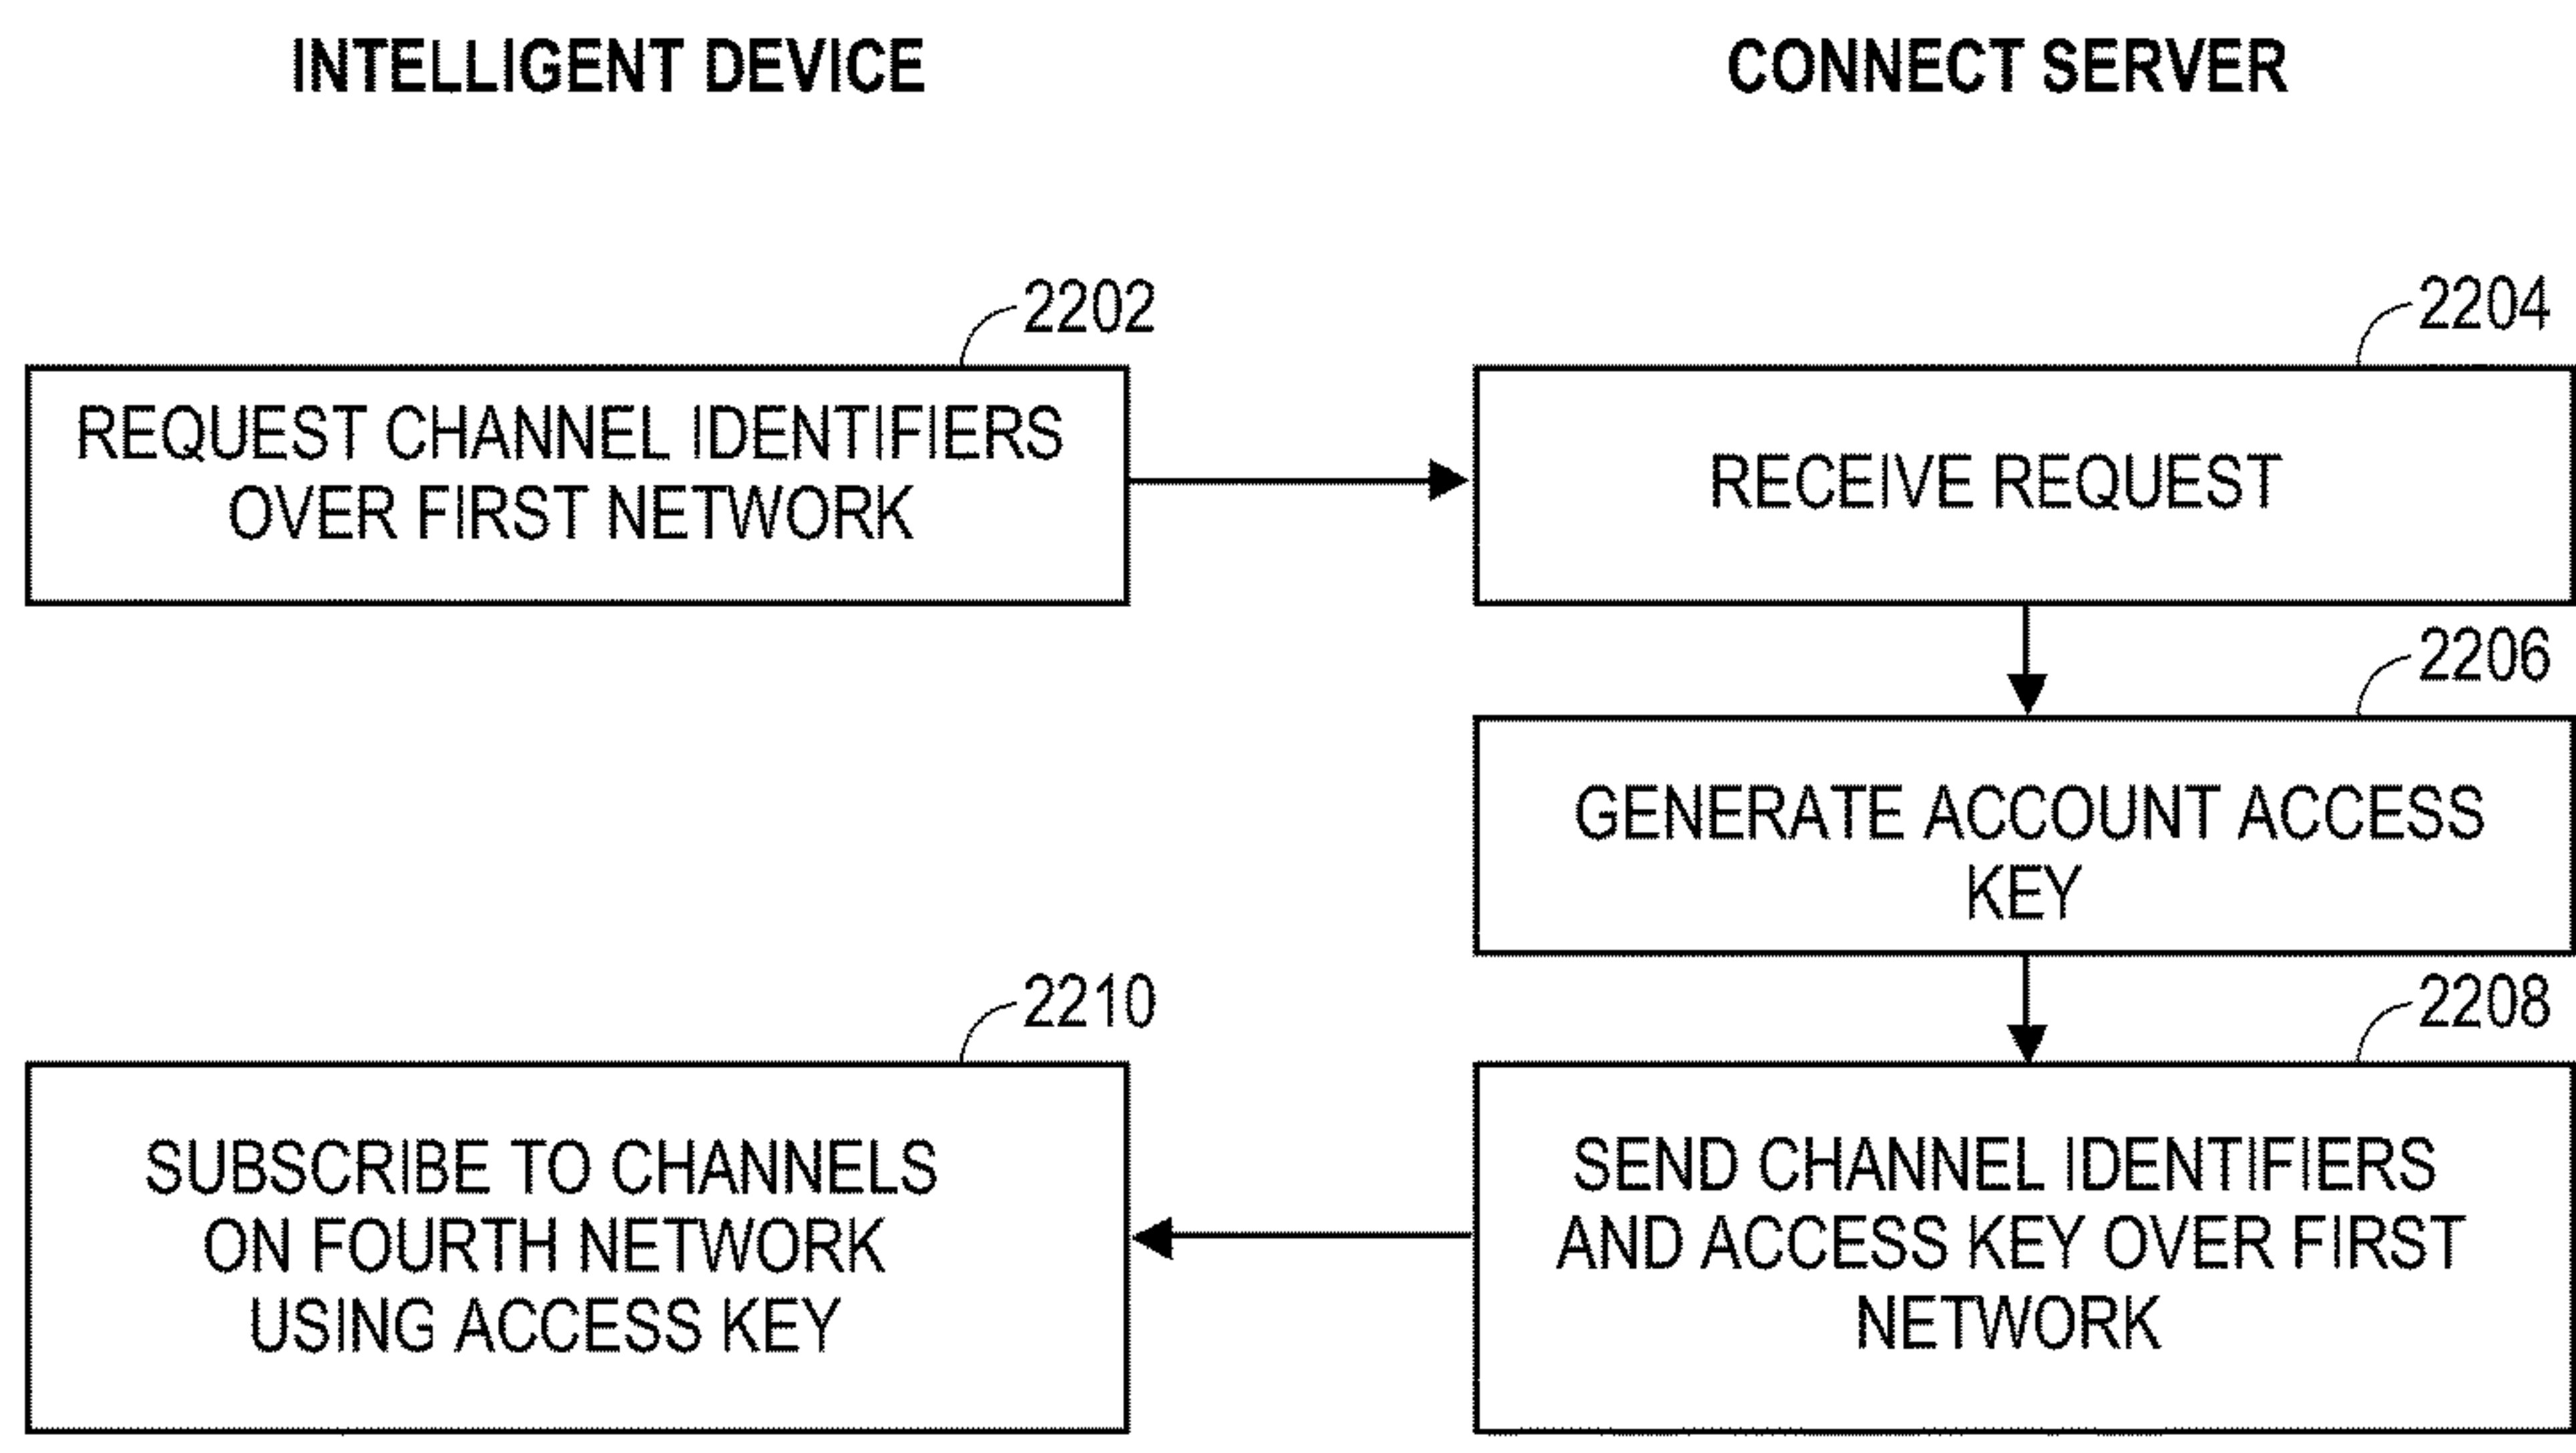 INTELLIGENT DEVICE
CONNECT SERVER
2202
REQUEST CHANNEL IDENTIFIERS
OVER FIRST NETWORK
2204
RECEIVE REQUEST
2206
GENERATE ACCOUNT ACCESS
KEY
2208
SEND CHANNEL IDENTIFIERS
AND ACCESS KEY OVER FIRST
NETWORK
2210
SUBSCRIBE TO CHANNELS
ON FOURTH NETWORK
USING ACCESS KEY